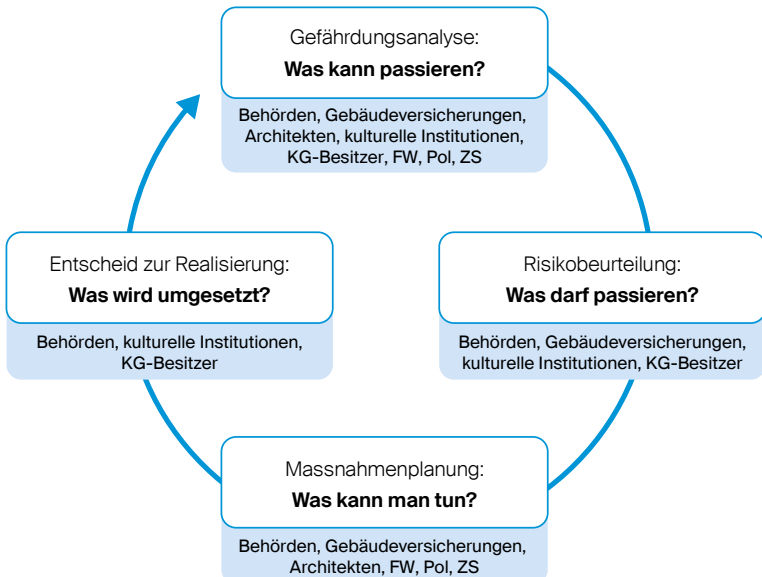 Gefährdungsanalyse:
Was kann passieren?
Behörden, Gebäudeversicherungen,
Architekten, kulturelle Institutionen,
KG-Besitzer, FW, Pol, ZS
Entscheid zur Realisierung:
Was wird umgesetzt?
Behörden, kulturelle Institutionen,
KG-Besitzer
Risikobeurteilung:
Was darf passieren?
Behörden, Gebäudeversicherungen,
kulturelle Institutionen, KG-Besitzer
Massnahmenplanung:
Was kann man tun?
Behörden, Gebäudeversicherungen,
Architekten, FW, Pol, ZS